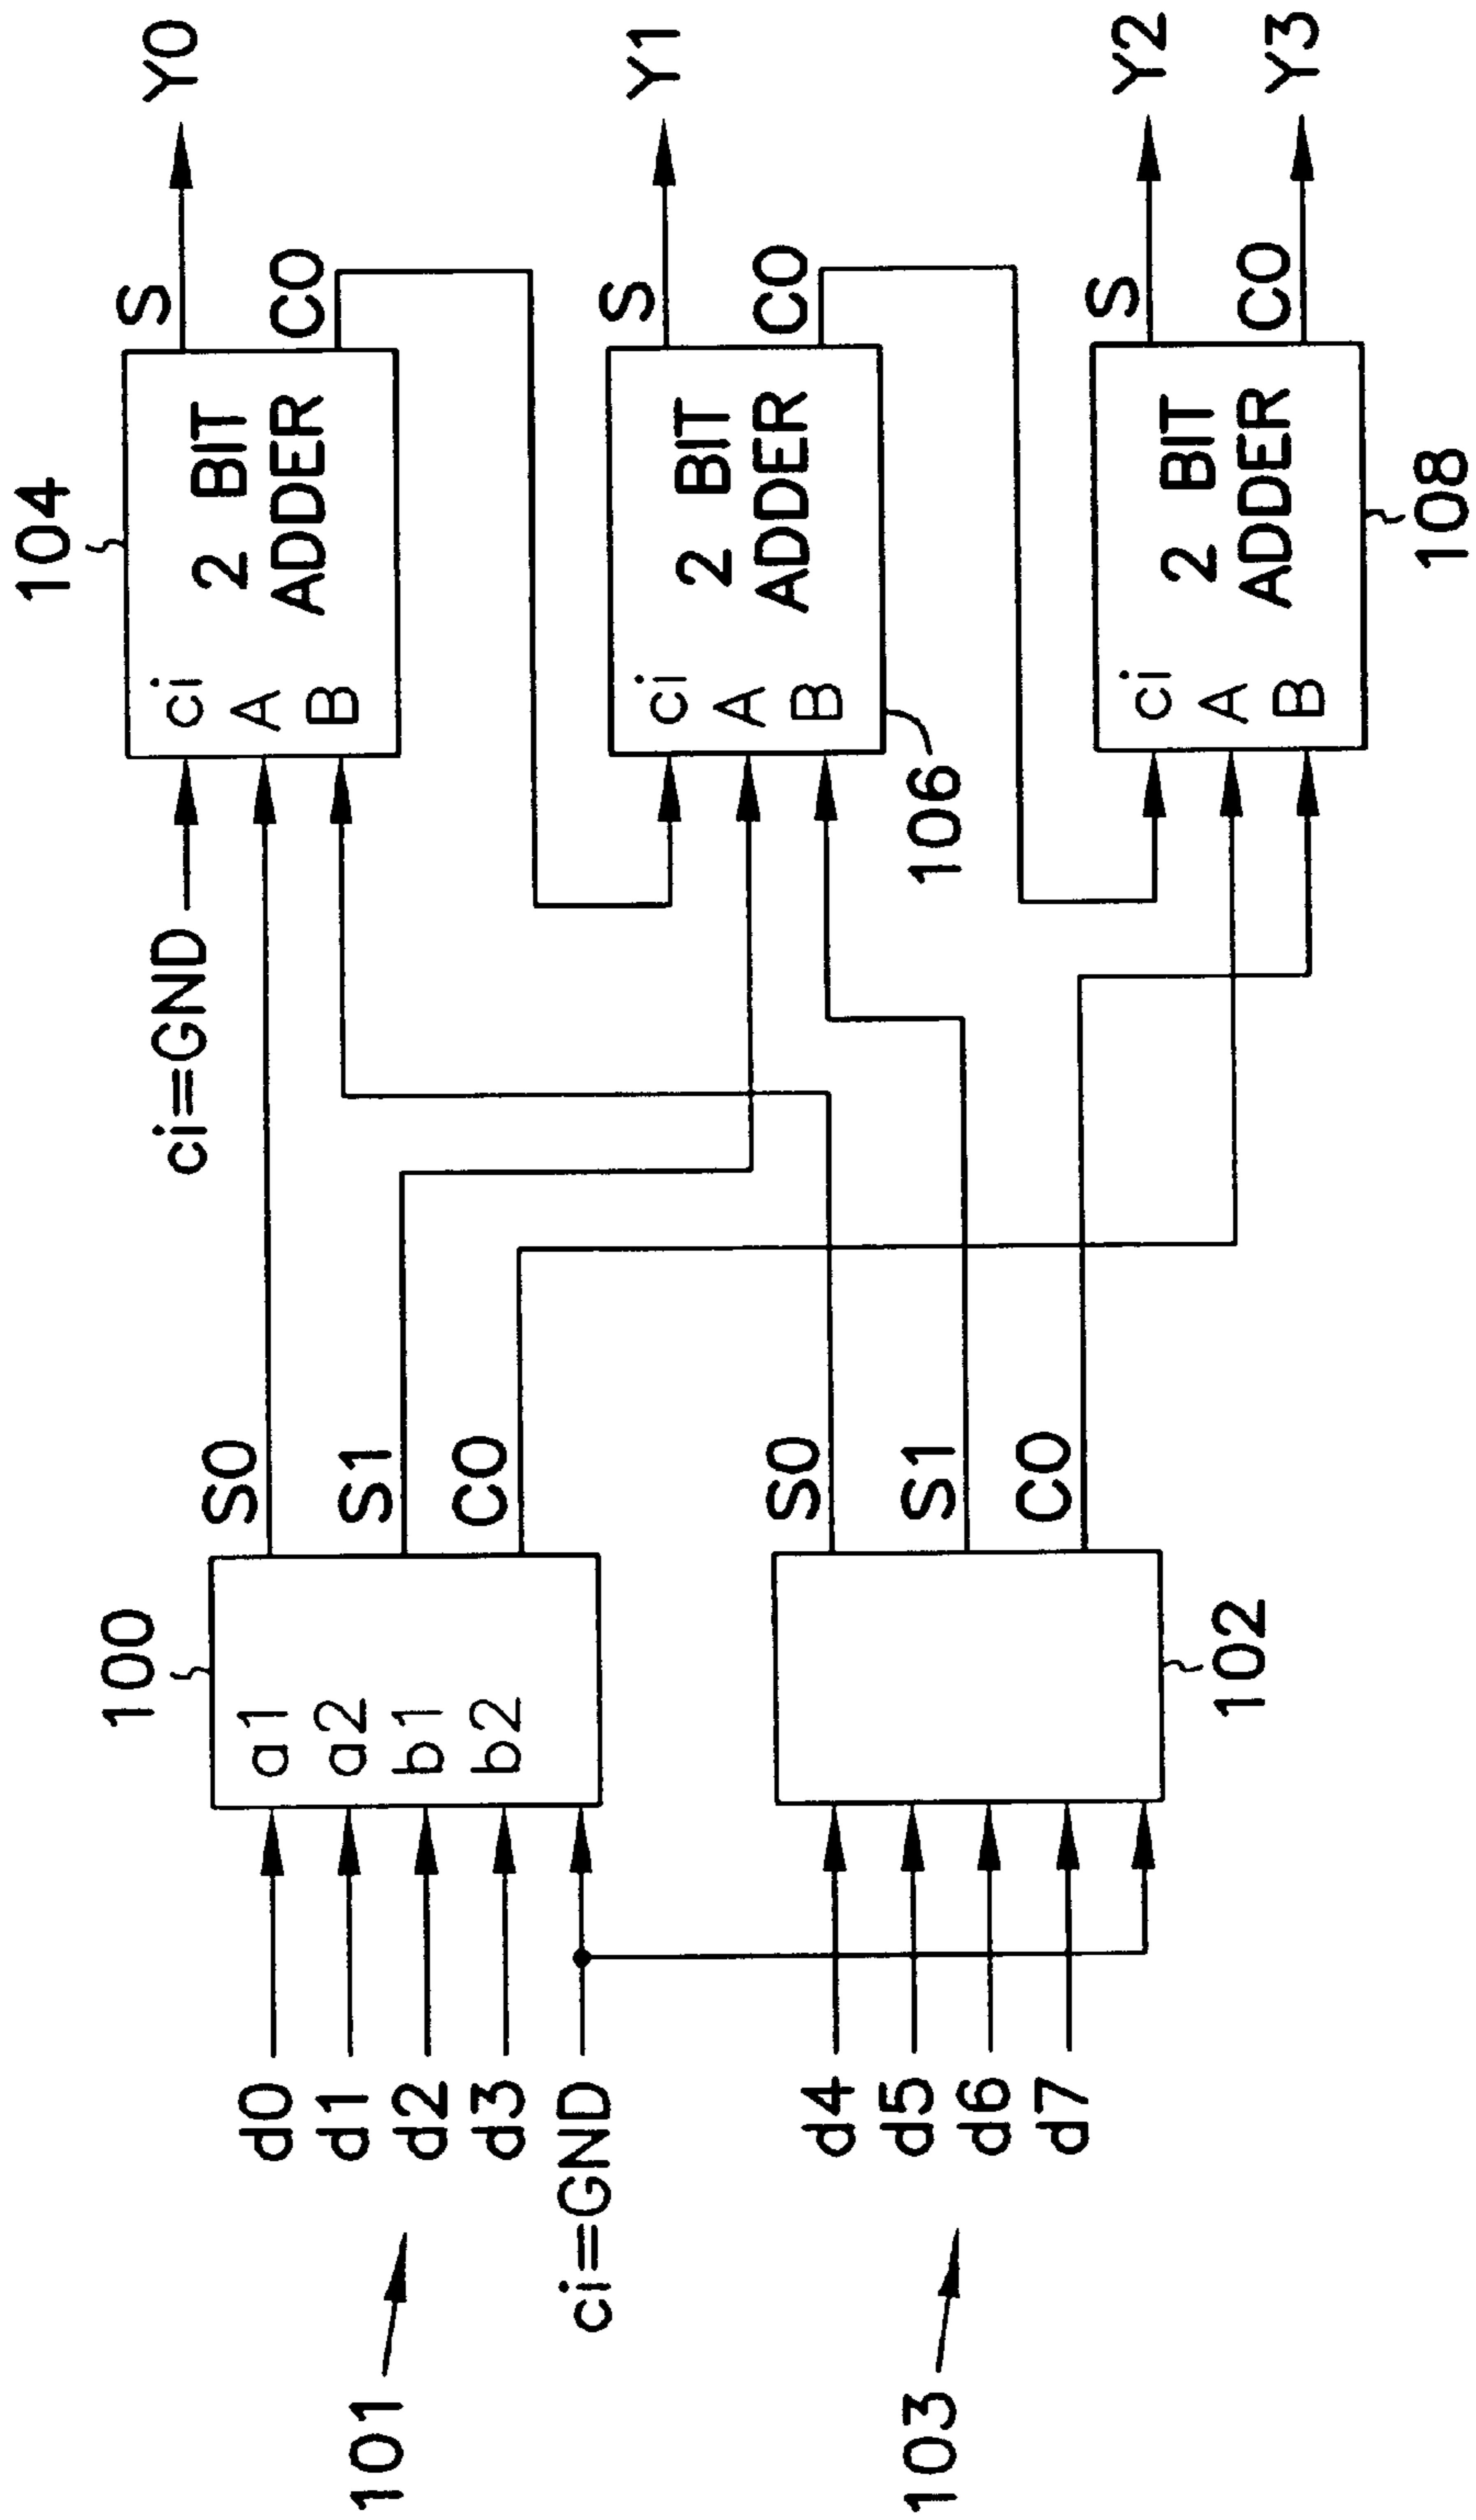 101
d0
d1
d2
d3
ci=GND
100
a1
a2
b1
b2
S0
S1
CO
ci=GND
104
ci
A
B
2 BIT
ADDER
S
CO
Y0
106
ci
A
B
2 BIT
ADDER
S
CO
Y1
103
d4
d5
d6
d7
102
S0
S1
CO
108
ci
A
B
2 BIT
ADDER
S
CO
Y2
Y3